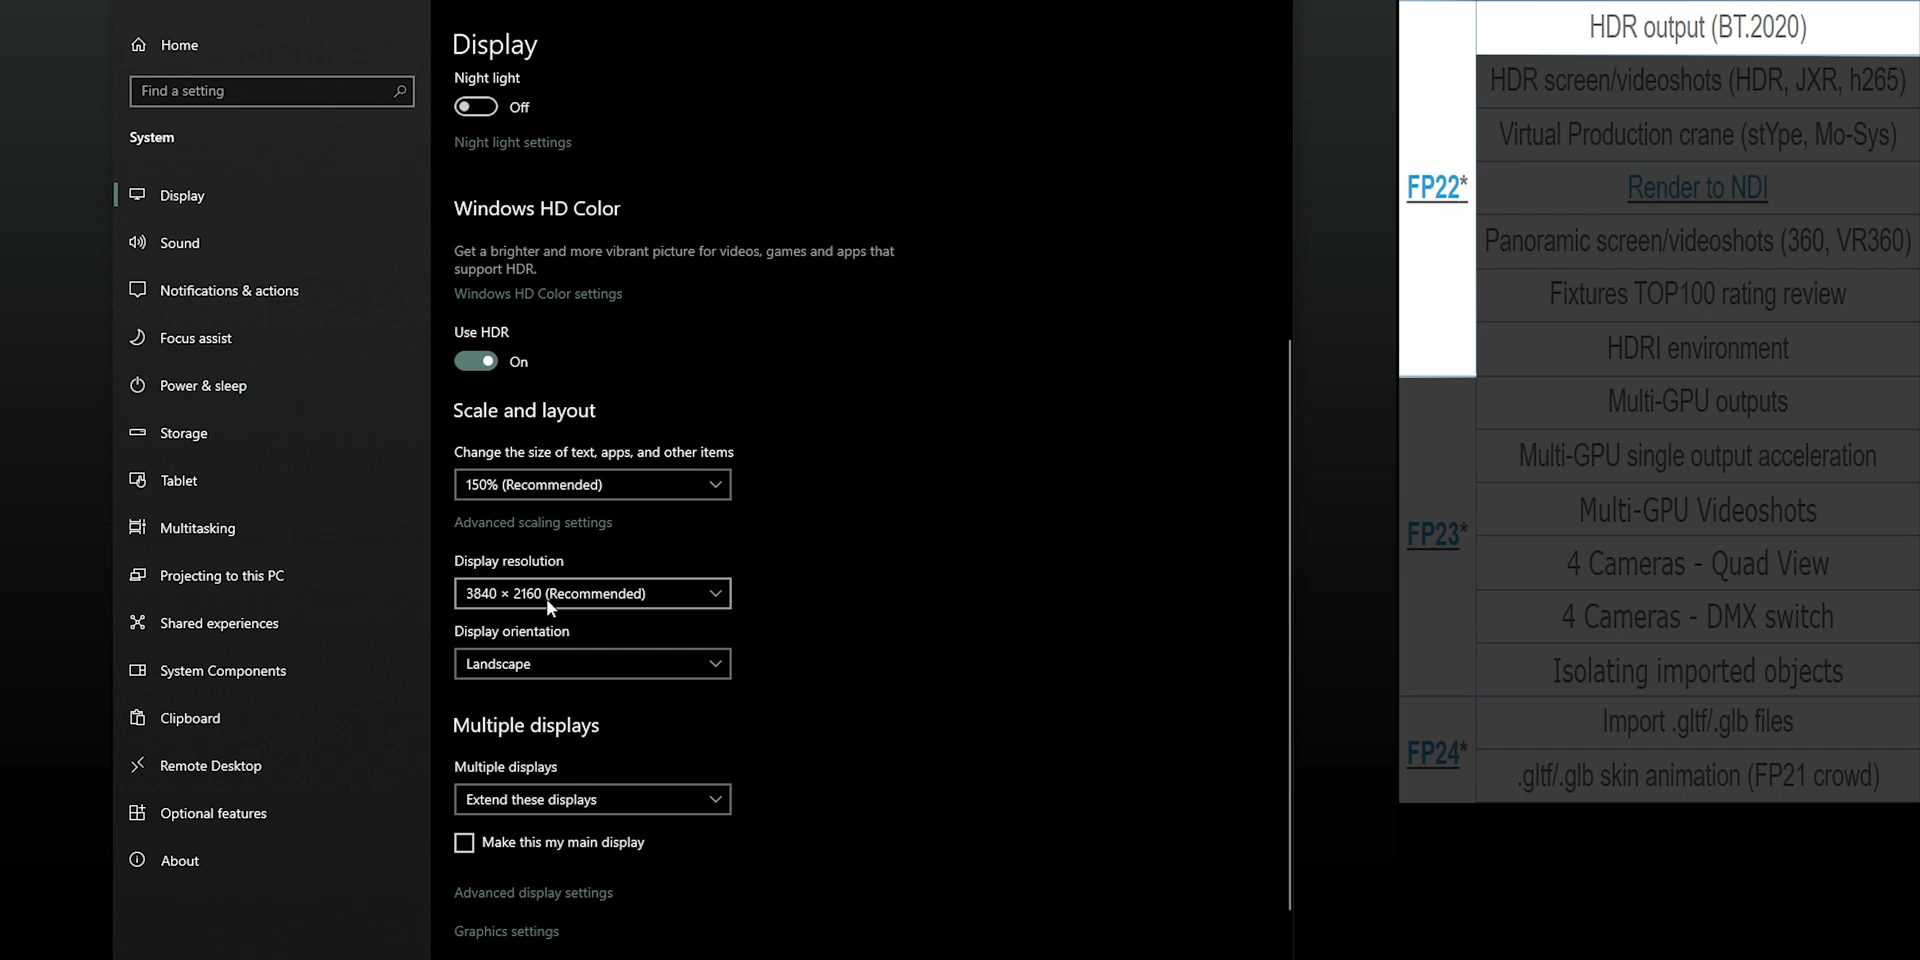 Home
Find a setting
System
Display
Sound
Notifications & actions
Focus assist
Power & sleep
Storage
Tablet
Multitasking
Projecting to this PC
Shared experiences
System Components
Clipboard
Remote Desktop
Optional features
About
Display
Night light
Off
Night light settings
Windows HD Color
Get a brighter and more vibrant picture for videos, games and apps that
support HDR.
Windows HD Color settings
Use HDR
On
Scale and layout
Change the size of text, apps, and other items
150% (Recommended)
Advanced scaling settings
Display resolution
3840 × 2160 (Recommended)
Display orientation
Landscape
Multiple displays
Multiple displays
Extend these displays
Make this my main display
Advanced display settings
Graphics settings
FP22*
HDR output (BT.2020)
HDR screen/videoshots (HDR, JXR, h265)
Virtual Production crane (stYpe, Mo-Sys)
Render to NDI
Panoramic screen/videoshots (360, VR360)
Fixtures TOP100 rating review
HDRI environment
FP23*
Multi-GPU outputs
Multi-GPU single output acceleration
Multi-GPU Videoshots
4 Cameras - Quad View
4 Cameras - DMX switch
Isolating imported objects
FP24*
Import .gltf/.glb files
.gltf/.glb skin animation (FP21 crowd)